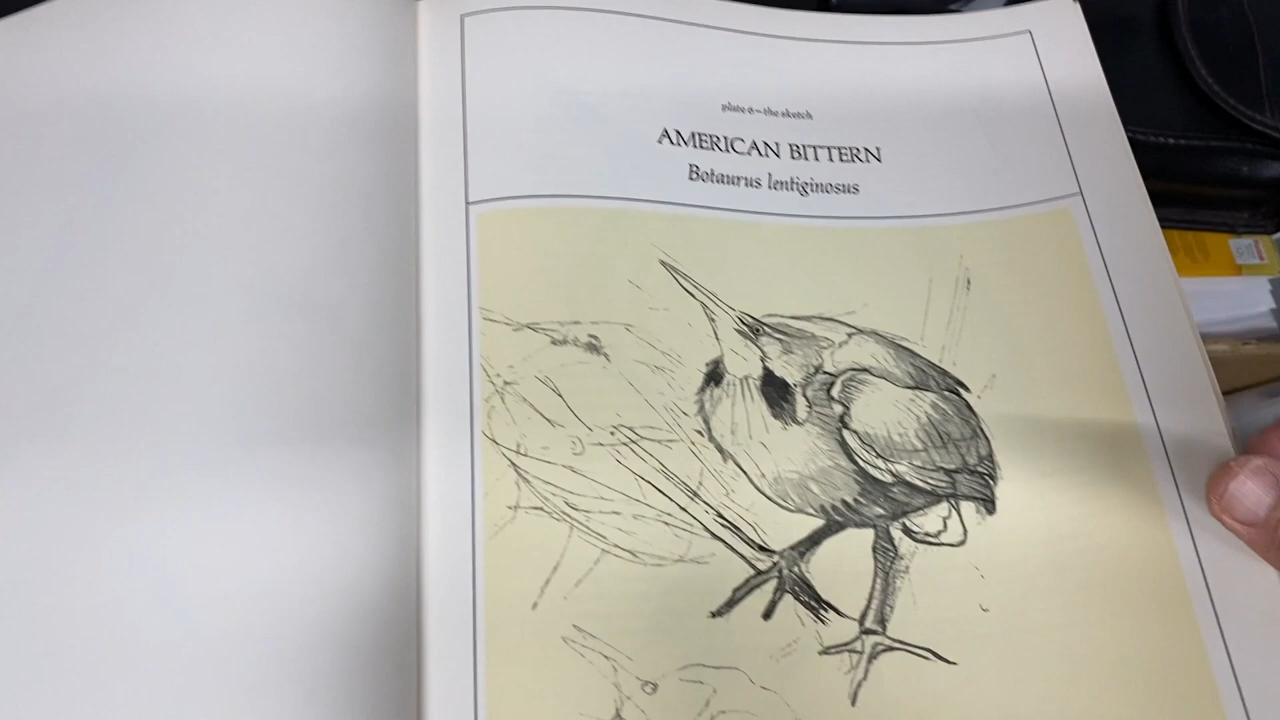 plate 6 – the sketch
AMERICAN BITTERN
Botaurus lentiginosus